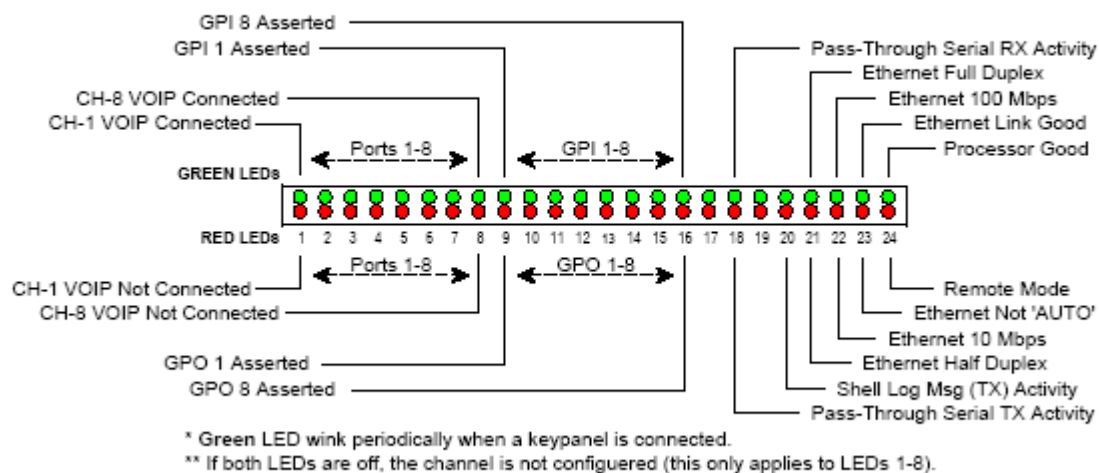 GPI 8 Asserted
GPI 1 Asserted
Pass-Through Serial RX Activity
Ethernet Full Duplex
CH-8 VOIP Connected
Ethernet 100 Mbps
CH-1 VOIP Connected
Ethernet Link Good
Ports 1-8
GPI 1-8
Processor Good
GREEN LEDs
RED LEDs
1 2 3 4 5 6 7 8 9 10 11 12 13 14 15 16 17 18 19 20 21 22 23 24
Ports 1-8
GPO 1-8
CH-1 VOIP Not Connected
Remote Mode
CH-8 VOIP Not Connected
Ethernet Not 'AUTO'
Ethernet 10 Mbps
GPO 1 Asserted
Ethernet Half Duplex
GPO 8 Asserted
Shell Log Msg (TX) Activity
Pass-Through Serial TX Activity
* Green LED wink periodically when a keypanel is connected.
** If both LEDs are off, the channel is not configuered (this only applies to LEDs 1-8).